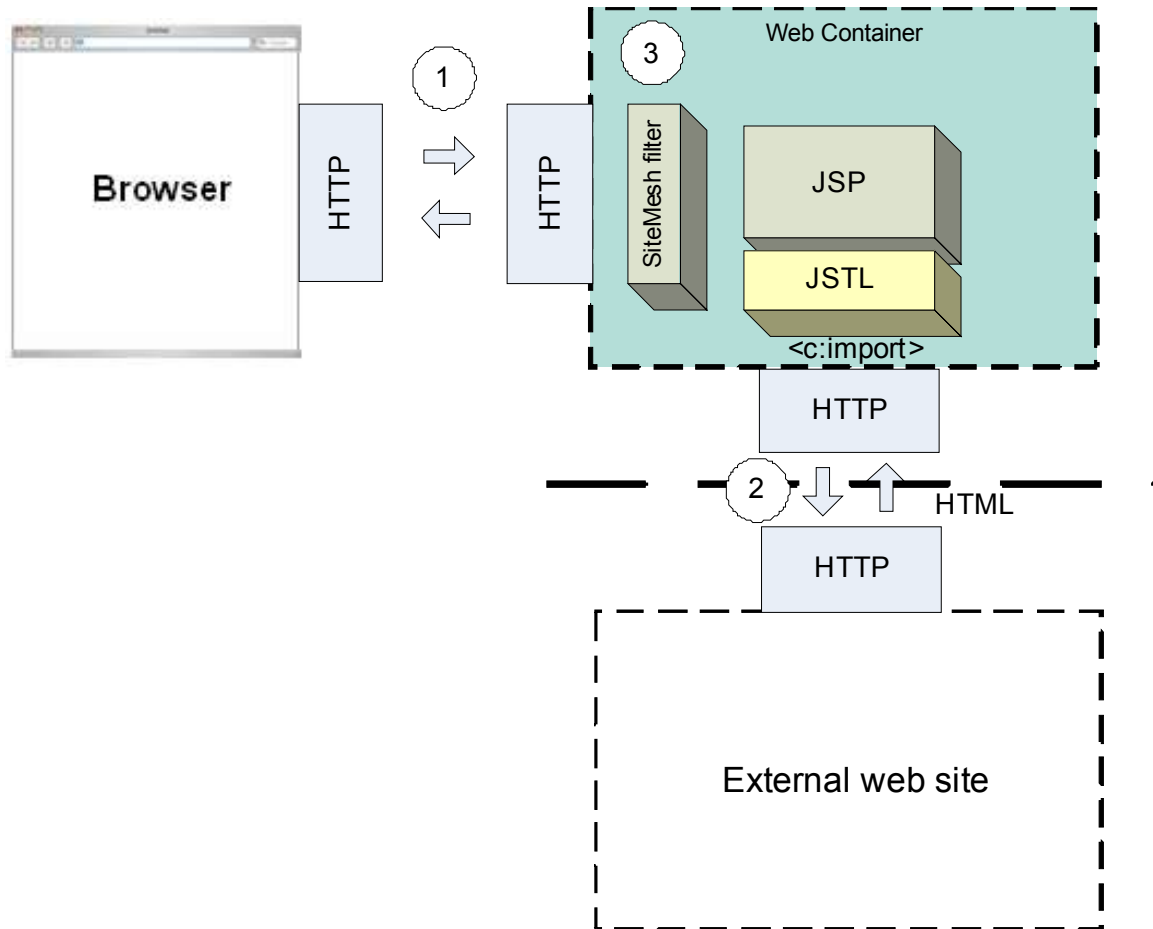 Web Container
1
3
Browser
HTTP
HTTP
SiteMesh filter
JSP
JSTL
<c:import>
HTTP
2
HTML
HTTP
External web site